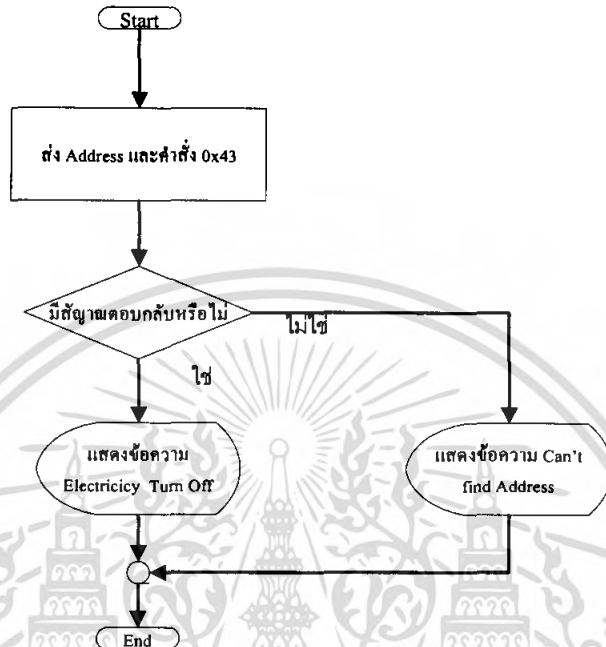 Start
ส่ง Address และคำสั่ง 0x43
มีสัญาณตอบกลับหรือไม่
ไม่ใช่
ใช่
แสดงข้อความ
Electricicy Turn Off
แสดงข้อความ Can't
find Address
End